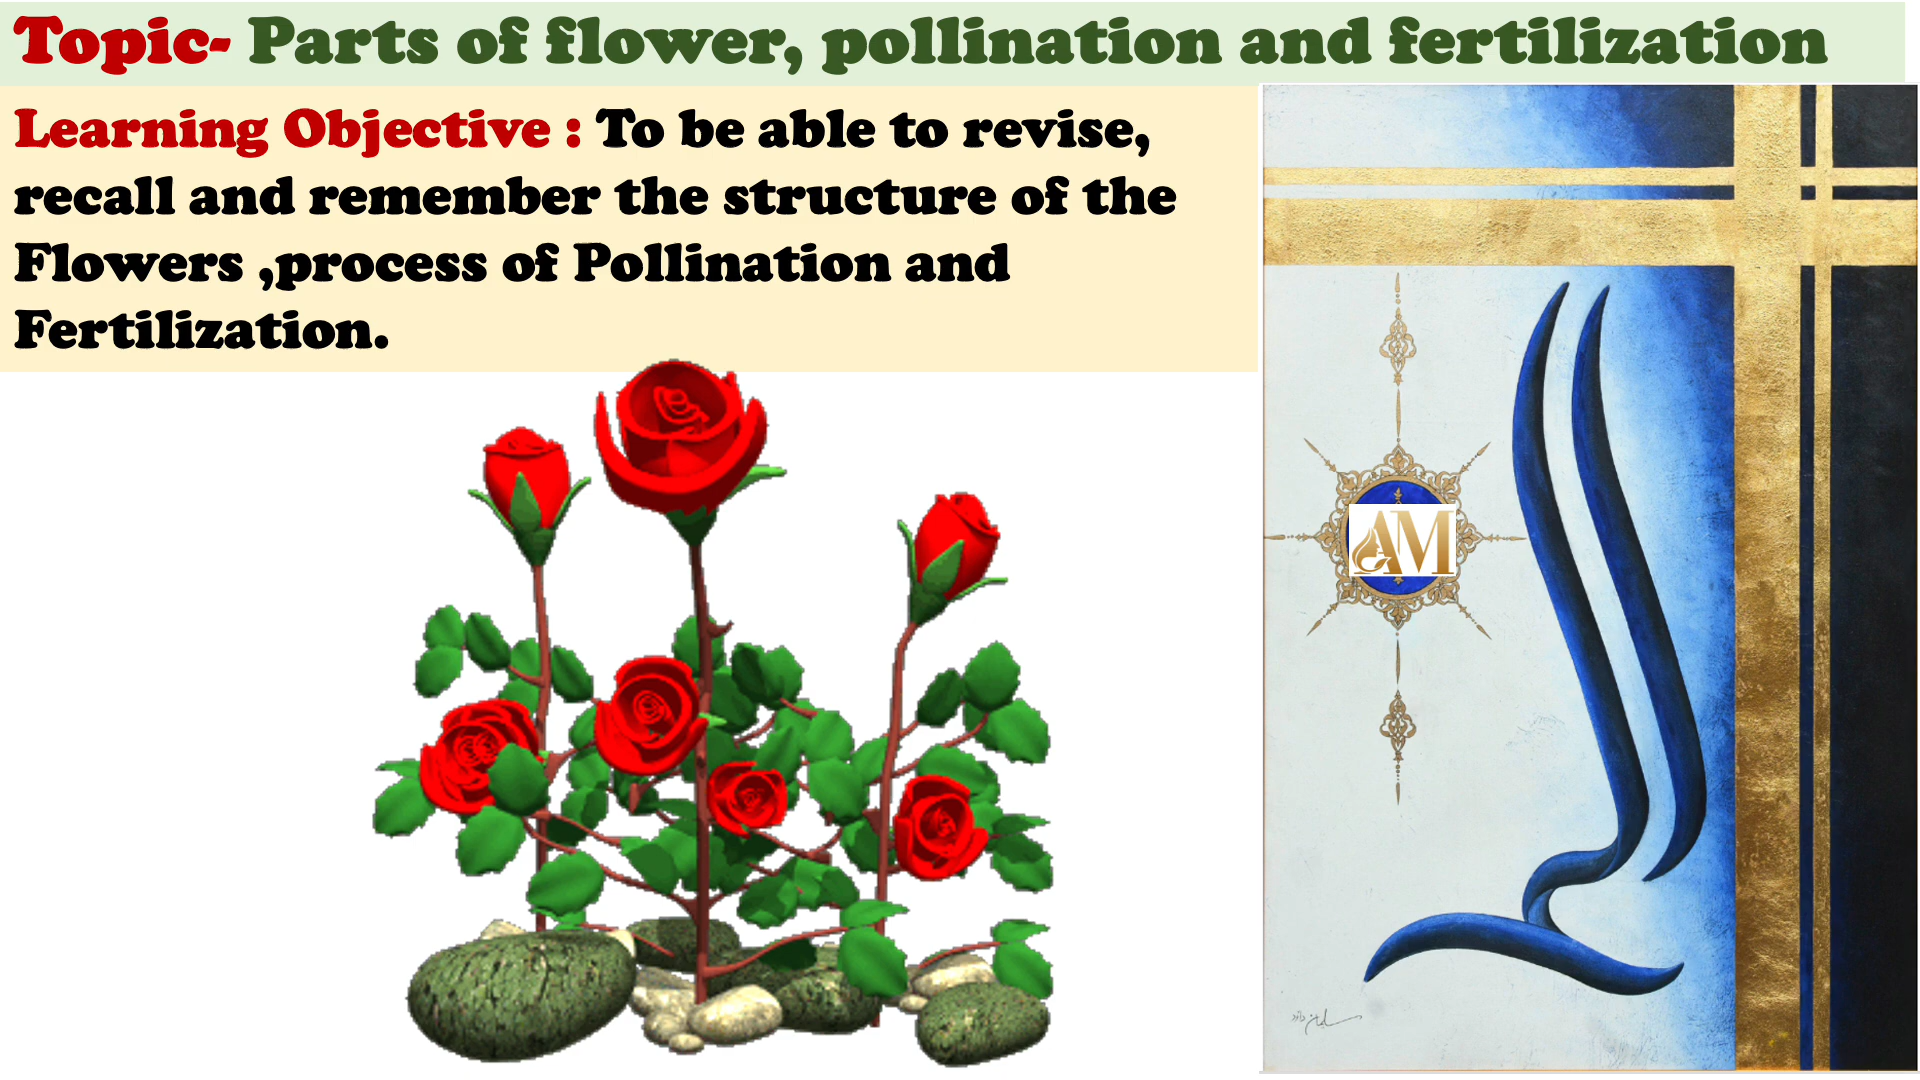 Topic- Parts of flower, pollination and fertilization
Learning Objective : To be able to revise,
recall and remember the structure of the
Flowers ,process of Pollination and
Fertilization.
AM